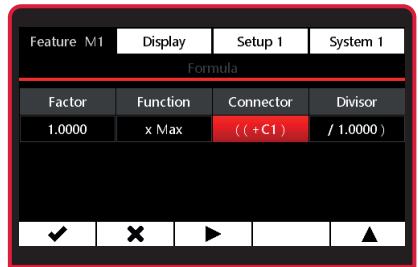 Feature M1 Display Setup 1 System 1
Formula
Factor Function Connector Divisor
1.0000 x Max ( ( +C1 ) / 1.0000 )